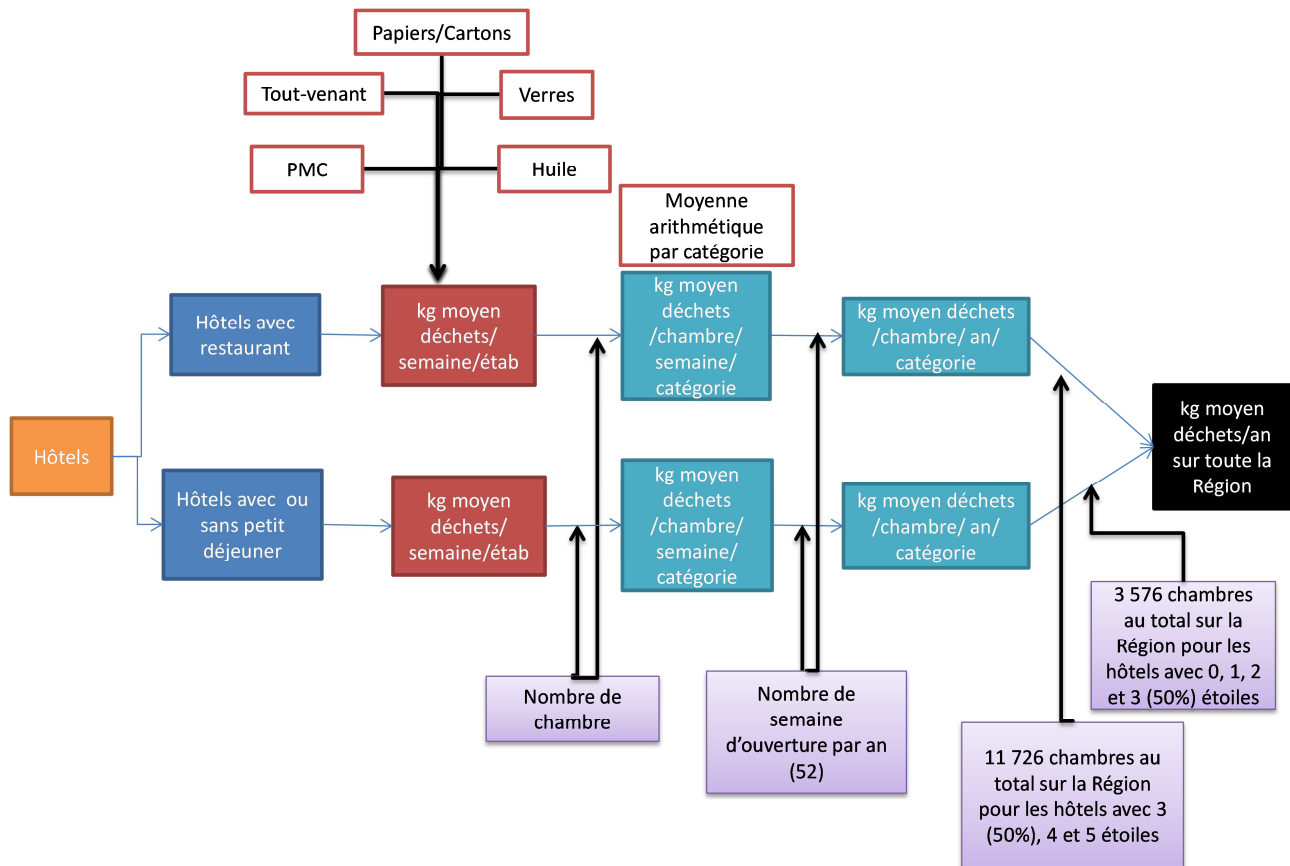 Papiers/Cartons
Tout-venant
Verres
PMC
Huile
Moyenne
arithmétique
par catégorie
Hôtels
Hôtels avec
restaurant
kg moyen
déchets/
semaine/étab
kg moyen
déchets
/chambre/
semaine/
catégorie
kg moyen déchets
/chambre/ an/
catégorie
Hôtels avec ou
sans petit
déjeuner
kg moyen
déchets/
semaine/étab
kg moyen
déchets
/chambre/
semaine/
catégorie
kg moyen déchets
/chambre/ an/
catégorie
kg moyen
déchets/an
sur toute la
Région
Nombre de
chambre
Nombre de
semaine
d’ouverture par an
(52)
11 726 chambres au
total sur la Région
pour les hôtels avec 3
(50%), 4 et 5 étoiles
3 576 chambres
au total sur la
Région pour les
hôtels avec 0, 1, 2
et 3 (50%) étoiles